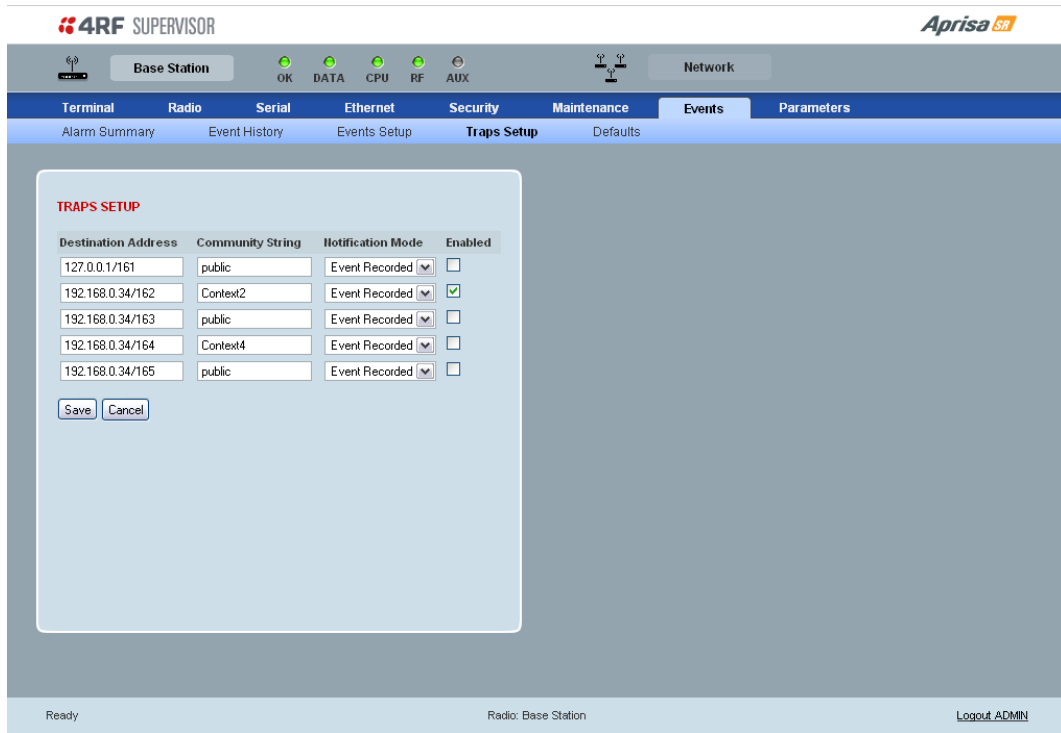 4RF SUPERVISOR
Aprisa SR
Base Station
OK DATA CPU RF AUX
Network
Terminal Radio Serial Ethernet Security Maintenance Events Parameters
Alarm Summary Event History Events Setup Traps Setup Defaults
TRAPS SETUP
Destination Address Community String Notification Mode Enabled
127.0.0.1/161 public Event Recorded
192.168.0.34/162 Context2 Event Recorded
192.168.0.34/163 public Event Recorded
192.168.0.34/164 Context4 Event Recorded
192.168.0.34/165 public Event Recorded
Save Cancel
Ready Radio: Base Station Logout ADMIN